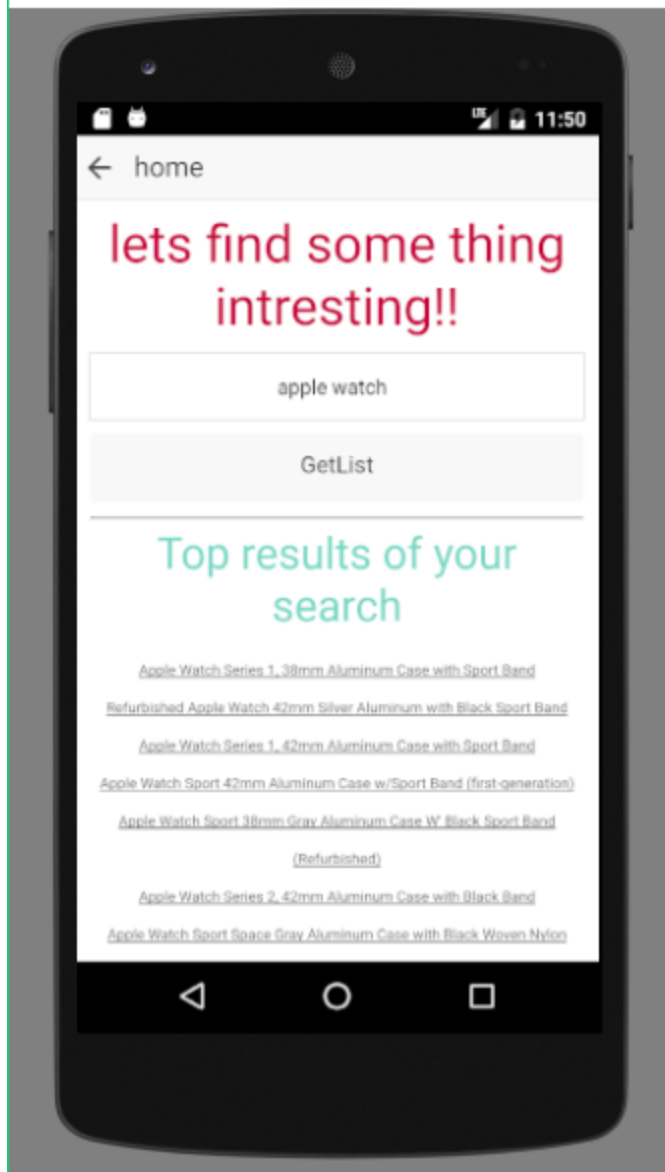 LTE 11:50
home
lets find some thing
intresting!!
apple watch
GetList
Top results of your
search
Apple Watch Series 1, 38mm Aluminum Case with Sport Band
Refurbished Apple Watch 42mm Silver Aluminum with Black Sport Band
Apple Watch Series 1, 42mm Aluminum Case with Sport Band
Apple Watch Sport 42mm Aluminum Case w/Sport Band (first-generation)
Apple Watch Sport 38mm Gray Aluminum Case W' Black Sport Band
(Refurbished)
Apple Watch Series 2, 42mm Aluminum Case with Black Band
Apple Watch Sport Space Gray Aluminum Case with Black Woven Nylon